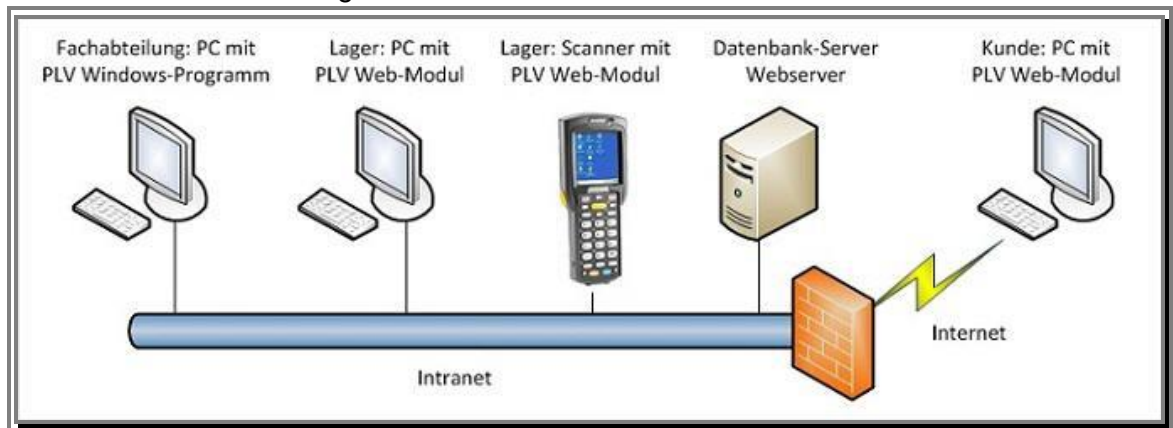 Fachabteilung: PC mit
PLV Windows-Programm
Lager: PC mit
PLV Web-Modul
Lager: Scanner mit
PLV Web-Modul
Datenbank-Server
Webserver
Kunde: PC mit
PLV Web-Modul
Internet
Intranet